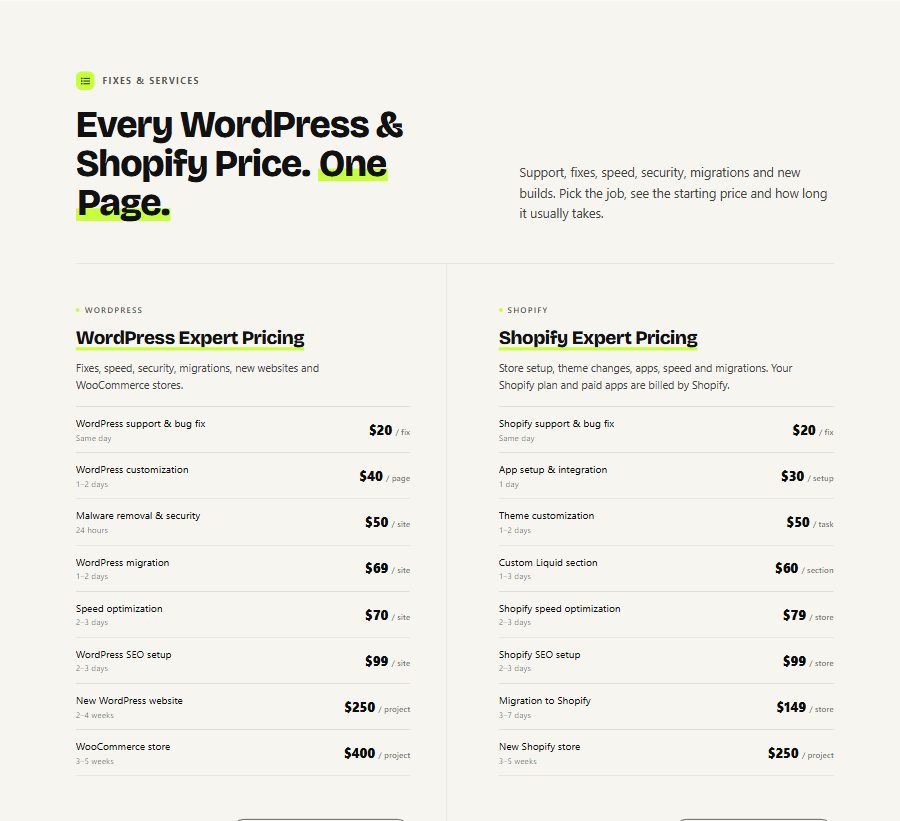 FIXES & SERVICES
Every WordPress &
Shopify Price. One
Page.
Support, fixes, speed, security, migrations and new
builds. Pick the job, see the starting price and how long
it usually takes.
WORDPRESS
WordPress Expert Pricing
Fixes, speed, security, migrations, new websites and
WooCommerce stores.
WordPress support & bug fix
Same day
$20 / fix
WordPress customization
1–2 days
$40 / page
Malware removal & security
24 hours
$50 / site
WordPress migration
1–2 days
$69 / site
Speed optimization
2–3 days
$70 / site
WordPress SEO setup
2–3 days
$99 / site
New WordPress website
2–4 weeks
$250 / project
WooCommerce store
3–5 weeks
$400 / project
SHOPIFY
Shopify Expert Pricing
Store setup, theme changes, apps, speed and migrations. Your
Shopify plan and paid apps are billed by Shopify.
Shopify support & bug fix
Same day
$20 / fix
App setup & integration
1 day
$30 / setup
Theme customization
1–2 days
$50 / task
Custom Liquid section
1–3 days
$60 / section
Shopify speed optimization
2–3 days
$79 / store
Shopify SEO setup
2–3 days
$99 / store
Migration to Shopify
3–7 days
$149 / store
New Shopify store
3–5 weeks
$250 / project